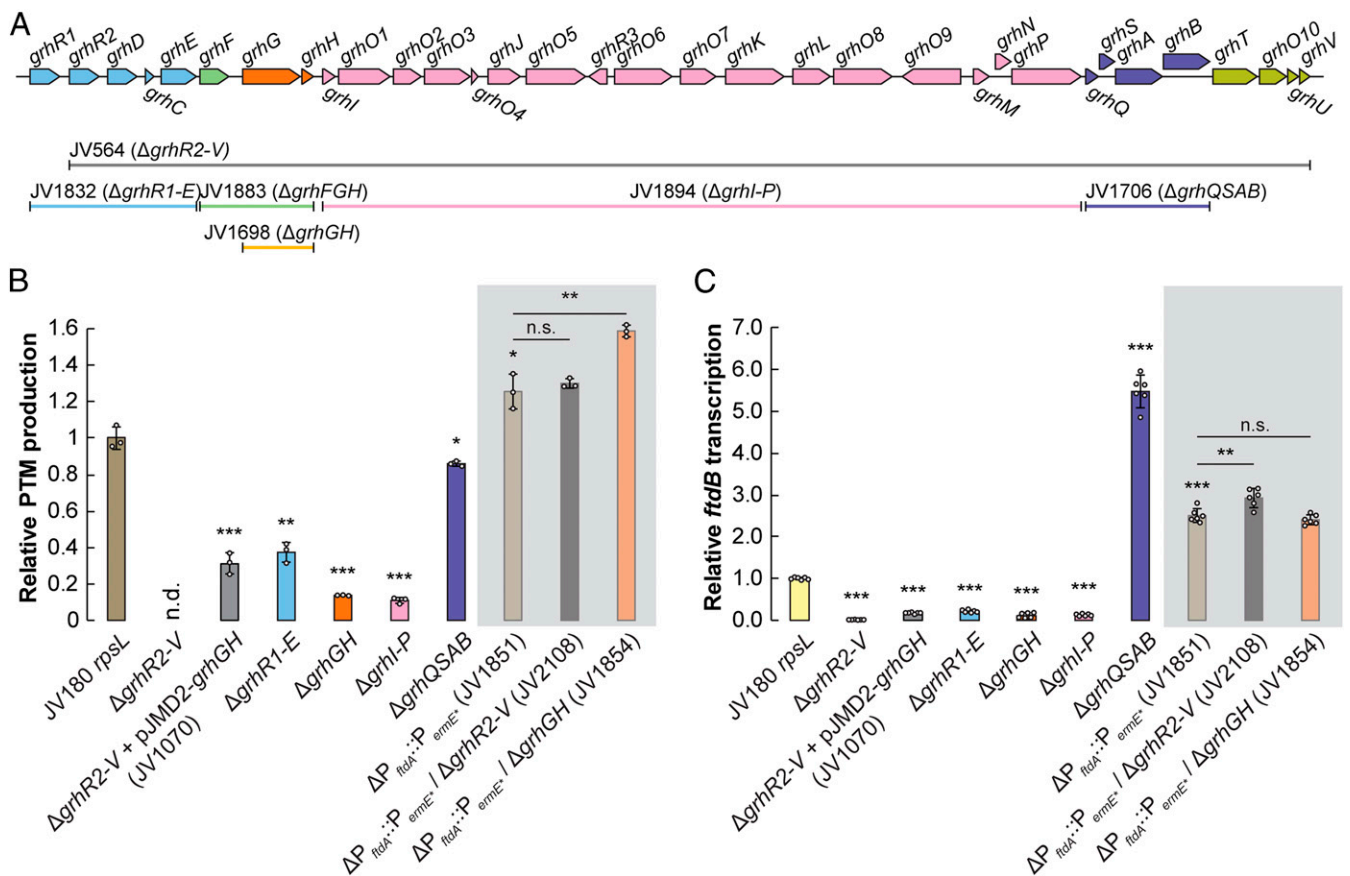 A
grhR1 grhR2 grhD grhE grhF grhG grhH grhO1 grhO2 grhO3 grhJ grhO5 grhR3 grhO6 grhO7 grhK grhL grhO8 grhO9 grhN grhP grhS grhA grhB grhT grhO10 grhV
grhC grhI grhO4 grhM grhQ grhU
JV564 (ΔgrhR2-V)
JV1832 (ΔgrhR1-E) JV1883 (ΔgrhFGH) JV1894 (ΔgrhI-P) JV1706 (ΔgrhQSAB)
JV1698 (ΔgrhGH)
B
Relative PTM production
1.6
1.4
1.2
1.0
0.8
0.6
0.4
0.2
0
n.d.
***
**
***
***
*
*
n.s.
**
JV180 rpsL
ΔgrhR2-V
ΔgrhR2-V + pJMD2-grhGH
(JV1070)
ΔgrhR1-E
ΔgrhGH
ΔgrhI-P
ΔgrhQSAB
ΔP ftdA::P ermE* (JV1851)
ΔP ftdA::P ermE* / ΔgrhR2-V (JV2108)
ΔP ftdA::P ermE* / ΔgrhGH (JV1854)
C
Relative ftdB transcription
7.0
6.0
5.0
4.0
3.0
2.0
1.0
0.0
***
***
***
***
***
***
***
**
n.s.
JV180 rpsL
ΔgrhR2-V
ΔgrhR2-V + pJMD2-grhGH
(JV1070)
ΔgrhR1-E
ΔgrhGH
ΔgrhI-P
ΔgrhQSAB
ΔP ftdA::P ermE* (JV1851)
ΔP ftdA::P ermE* / ΔgrhR2-V (JV2108)
ΔP ftdA::P ermE* / ΔgrhGH (JV1854)